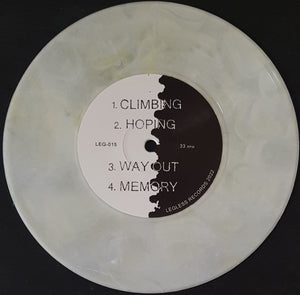 1. CLIMBING
2. HOPING
LEG-015 33 RPM
3. WAY OUT
4. MEMORY
LEGLESS RECORDS 2022